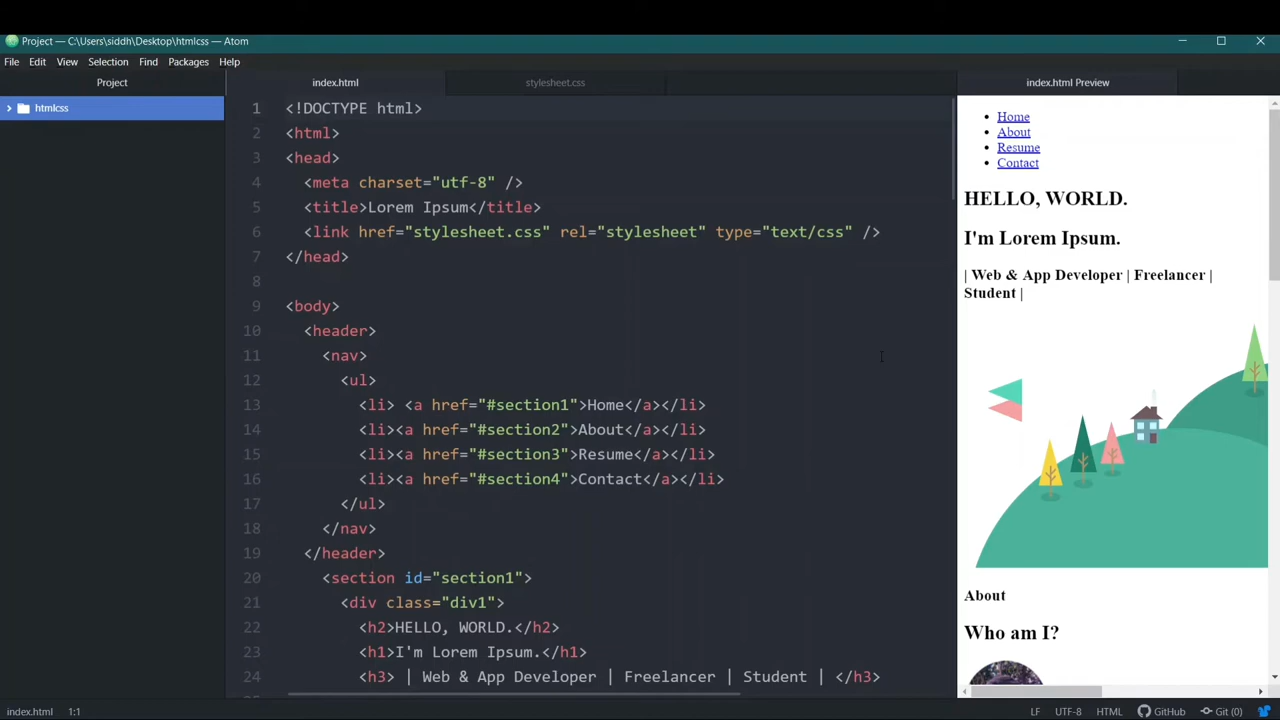 Project — C:\Users\siddh\Desktop\htmlcss — Atom
File Edit View Selection Find Packages Help
Project
htmlcss
index.html
stylesheet.css
index.html Preview
1 <!DOCTYPE html>
2 <html>
3 <head>
4 <meta charset="utf-8" />
5 <title>Lorem Ipsum</title>
6 <link href="stylesheet.css" rel="stylesheet" type="text/css" />
7 </head>
8
9 <body>
10 <header>
11 <nav>
12 <ul>
13 <li> <a href="#section1">Home</a></li>
14 <li><a href="#section2">About</a></li>
15 <li><a href="#section3">Resume</a></li>
16 <li><a href="#section4">Contact</a></li>
17 </ul>
18 </nav>
19 </header>
20 <section id="section1">
21 <div class="div1">
22 <h2>HELLO, WORLD.</h2>
23 <h1>I'm Lorem Ipsum.</h1>
24 <h3> | Web & App Developer | Freelancer | Student | </h3>
Home
About
Resume
Contact
HELLO, WORLD.
I'm Lorem Ipsum.
| Web & App Developer | Freelancer |
Student |
About
Who am I?
index.html 1:1
LF UTF-8 HTML GitHub Git (0)